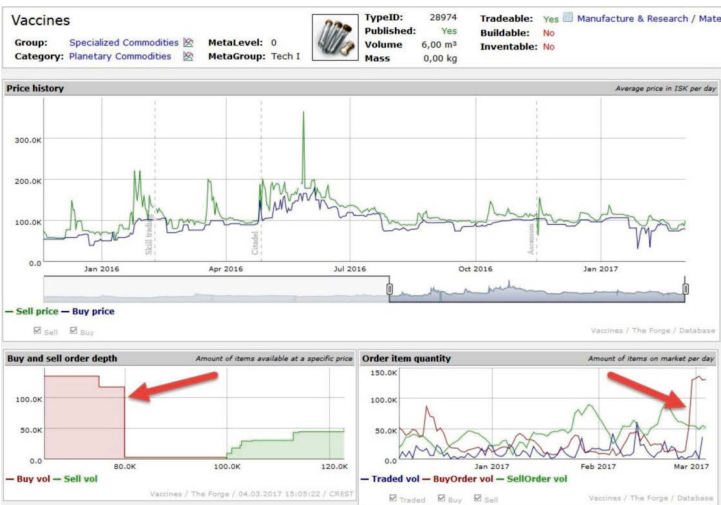 Vaccines
Group: Specialized Commodities
Category: Planetary Commodities
MetaLevel: 0
MetaGroup: Tech I
TypeID: 28974
Published: Yes
Volume 6,00 m³
Mass 0,00 kg
Tradeable: Yes
Buildable: No
Inventable: No
Manufacture & Research / Mate
Price history
Average price in ISK per day
300.0K
200.0K
100.0K
0.0
Skill trading
Citadel
Ascension
Jan 2016 Apr 2016 Jul 2016 Oct 2016 Jan 2017
Sell price Buy price
Sell Buy
Vaccines / The Forge / Database
Buy and sell order depth
Amount of items available at a specific price
100.0K
50.0K
0.0
80.0K 100.0K 120.0K
Buy vol Sell vol
Vaccines / The Forge / 04.03.2017 15:05:22 / CREST
Order item quantity
Amount of items on market per day
150.0K
100.0K
50.0K
0.0
Jan 2017 Feb 2017 Mar 2017
Traded vol BuyOrder vol SellOrder vol
Traded Buy Sell
Vaccines / The Forge / Database